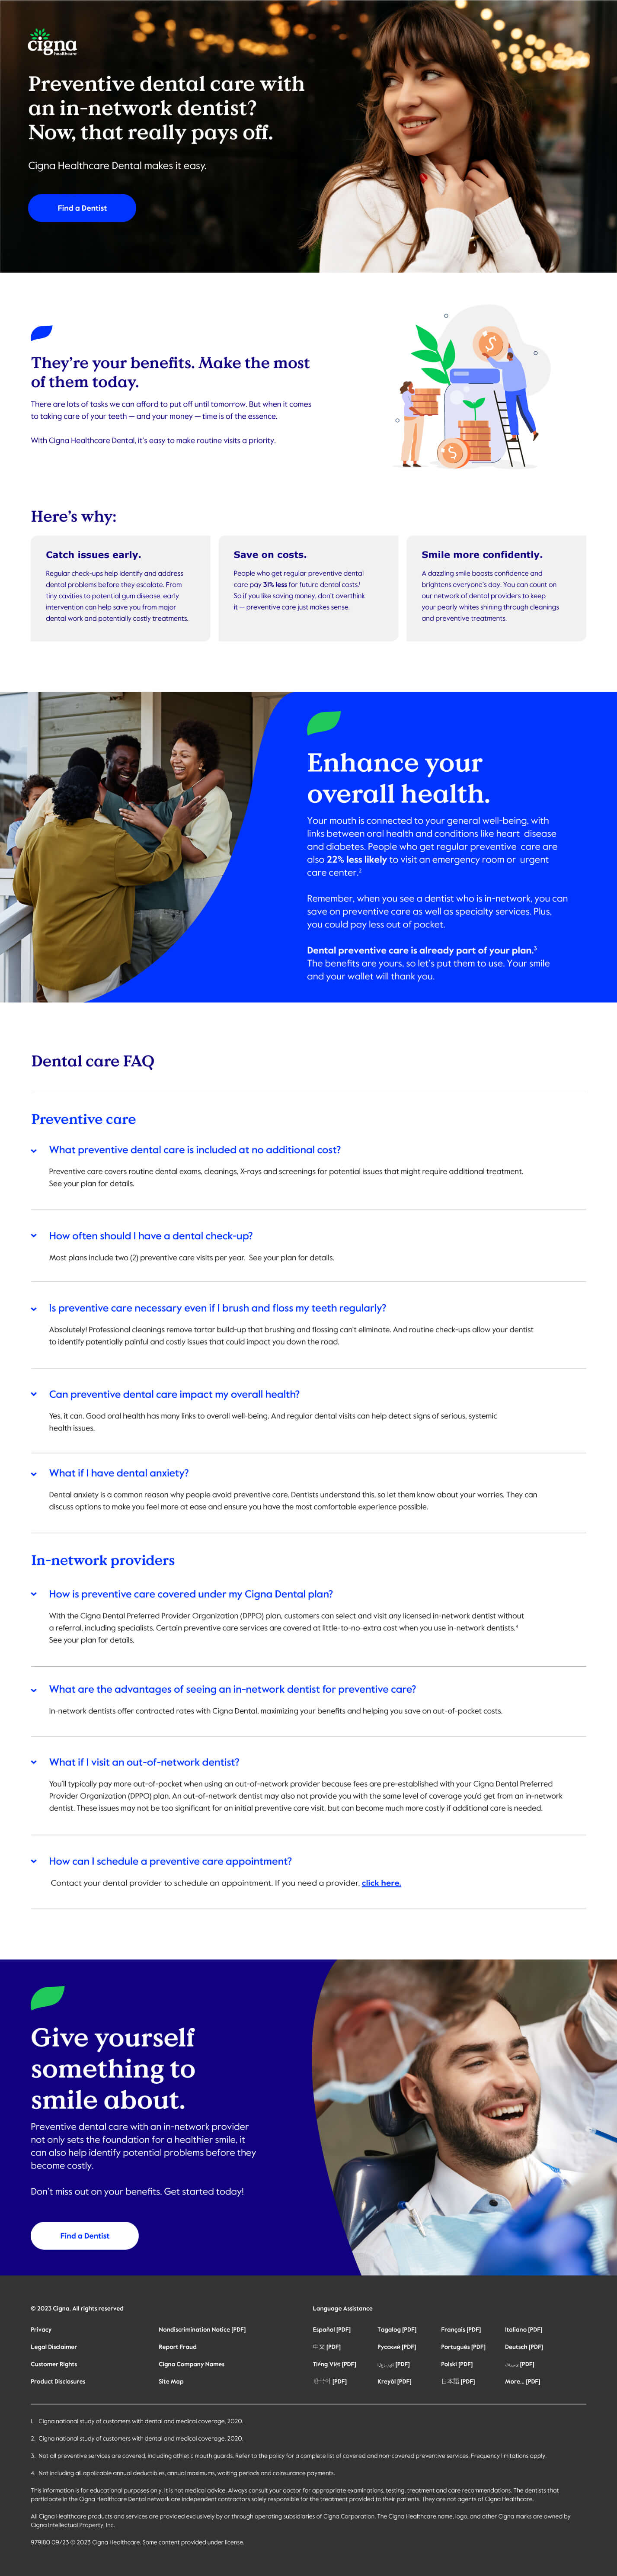 cigna
healthcare
Preventive dental care with
an in-network dentist?
Now, that really pays off.
Cigna Healthcare Dental makes it easy.
Find a Dentist
They’re your benefits. Make the most
of them today.
There are lots of tasks we can afford to put off until tomorrow. But when it comes
to taking care of your teeth — and your money — time is of the essence.
With Cigna Healthcare Dental, it’s easy to make routine visits a priority.
Here’s why:
Catch issues early.
Regular check-ups help identify and address
dental problems before they escalate. From
tiny cavities to potential gum disease, early
intervention can help save you from major
dental work and potentially costly treatments.
Save on costs.
People who get regular preventive dental
care pay 31% less for future dental costs.¹
So if you like saving money, don’t overthink
it — preventive care just makes sense.
Smile more confidently.
A dazzling smile boosts confidence and
brightens everyone’s day. You can count on
our network of dental providers to keep
your pearly whites shining through cleanings
and preventive treatments.
Enhance your
overall health.
Your mouth is connected to your general well-being, with
links between oral health and conditions like heart disease
and diabetes. People who get regular preventive care are
also 22% less likely to visit an emergency room or urgent
care center.²
Remember, when you see a dentist who is in-network, you can
save on preventive care as well as specialty services. Plus,
you could pay less out of pocket.
Dental preventive care is already part of your plan.³
The benefits are yours, so let’s put them to use. Your smile
and your wallet will thank you.
Dental care FAQ
Preventive care
What preventive dental care is included at no additional cost?
Preventive care covers routine dental exams, cleanings, X-rays and screenings for potential issues that might require additional treatment.
See your plan for details.
How often should I have a dental check-up?
Most plans include two (2) preventive care visits per year. See your plan for details.
Is preventive care necessary even if I brush and floss my teeth regularly?
Absolutely! Professional cleanings remove tartar build-up that brushing and flossing can’t eliminate. And routine check-ups allow your dentist
to identify potentially painful and costly issues that could impact you down the road.
Can preventive dental care impact my overall health?
Yes, it can. Good oral health has many links to overall well-being. And regular dental visits can help detect signs of serious, systemic
health issues.
What if I have dental anxiety?
Dental anxiety is a common reason why people avoid preventive care. Dentists understand this, so let them know about your worries. They can
discuss options to make you feel more at ease and ensure you have the most comfortable experience possible.
In-network providers
How is preventive care covered under my Cigna Dental plan?
With the Cigna Dental Preferred Provider Organization (DPPO) plan, customers can select and visit any licensed in-network dentist without
a referral, including specialists. Certain preventive care services are covered at little-to-no-extra cost when you use in-network dentists.⁴
See your plan for details.
What are the advantages of seeing an in-network dentist for preventive care?
In-network dentists offer contracted rates with Cigna Dental, maximizing your benefits and helping you save on out-of-pocket costs.
What if I visit an out-of-network dentist?
You’ll typically pay more out-of-pocket when using an out-of-network provider because fees are pre-established with your Cigna Dental Preferred
Provider Organization (DPPO) plan. An out-of-network dentist may also not provide you with the same level of coverage you’d get from an in-network
dentist. These issues may not be too significant for an initial preventive care visit, but can become much more costly if additional care is needed.
How can I schedule a preventive care appointment?
Contact your dental provider to schedule an appointment. If you need a provider, click here.
Give yourself
something to
smile about.
Preventive dental care with an in-network provider
not only sets the foundation for a healthier smile, it
can also help identify potential problems before they
become costly.
Don’t miss out on your benefits. Get started today!
Find a Dentist
© 2023 Cigna. All rights reserved
Privacy
Nondiscrimination Notice [PDF]
Legal Disclaimer
Report Fraud
Customer Rights
Cigna Company Names
Product Disclosures
Site Map
Language Assistance
Español [PDF] Tagalog [PDF] Français [PDF] Italiano [PDF]
中文 [PDF] Русский [PDF] Português [PDF] Deutsch [PDF]
Tiếng Việt [PDF] [PDF] Polski [PDF] [PDF]
한국어 [PDF] Kreyòl [PDF] 日本語 [PDF] More... [PDF]
1. Cigna national study of customers with dental and medical coverage, 2020.
2. Cigna national study of customers with dental and medical coverage, 2020.
3. Not all preventive services are covered, including athletic mouth guards. Refer to the policy for a complete list of covered and non-covered preventive services. Frequency limitations apply.
4. Not including all applicable annual deductibles, annual maximums, waiting periods and coinsurance payments.
This information is for educational purposes only. It is not medical advice. Always consult your doctor for appropriate examinations, testing, treatment and care recommendations. The dentists that
participate in the Cigna Healthcare Dental network are independent contractors solely responsible for the treatment provided to their patients. They are not agents of Cigna Healthcare.
All Cigna Healthcare products and services are provided exclusively by or through operating subsidiaries of Cigna Corporation. The Cigna Healthcare name, logo, and other Cigna marks are owned by
Cigna Intellectual Property, Inc.
979180 09/23 © 2023 Cigna Healthcare. Some content provided under license.